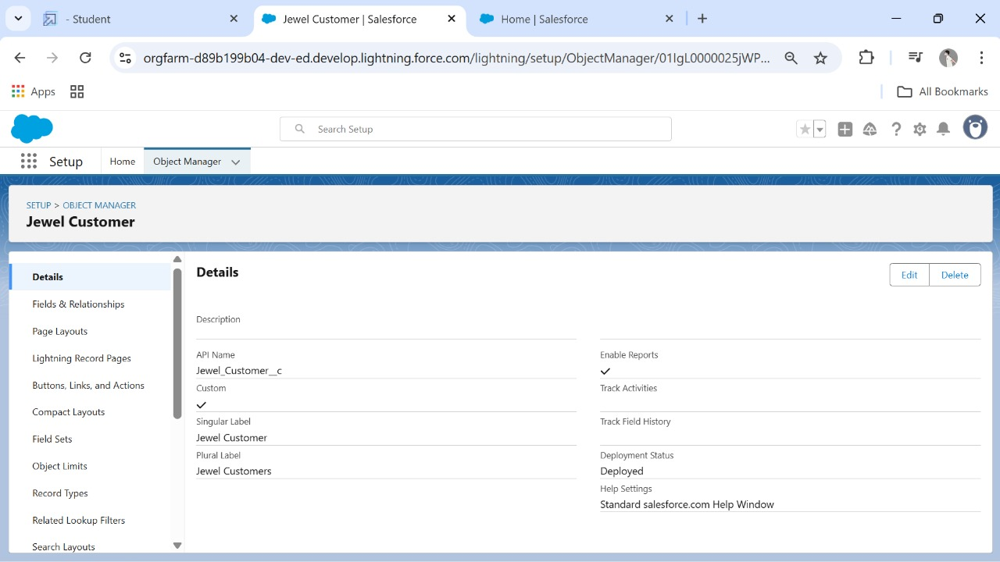 - Student
Jewel Customer | Salesforce
Home | Salesforce
orgfarm-d89b199b04-dev-ed.develop.lightning.force.com/lightning/setup/ObjectManager/01IgL0000025jWP...
Apps
All Bookmarks
Search Setup
Setup
Home
Object Manager
SETUP > OBJECT MANAGER
Jewel Customer
Details
Fields & Relationships
Page Layouts
Lightning Record Pages
Buttons, Links, and Actions
Compact Layouts
Field Sets
Object Limits
Record Types
Related Lookup Filters
Search Layouts
Details
Edit
Delete
Description
API Name
Jewel_Customer__c
Custom
Singular Label
Jewel Customer
Plural Label
Jewel Customers
Enable Reports
Track Activities
Track Field History
Deployment Status
Deployed
Help Settings
Standard salesforce.com Help Window